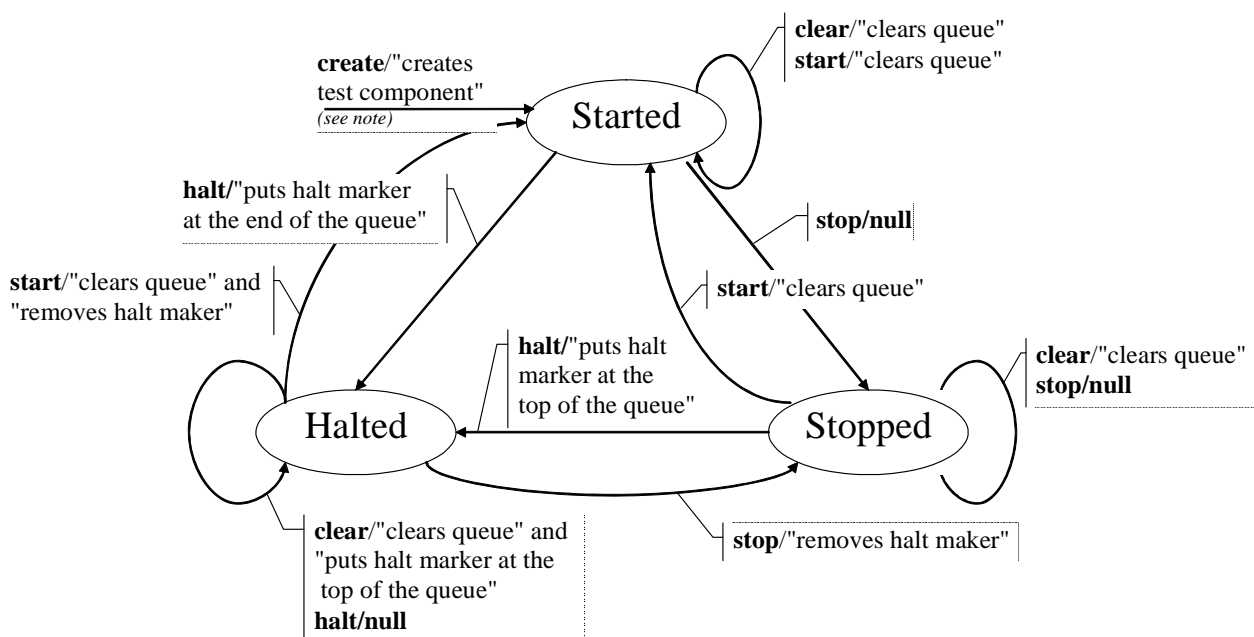 clear/"clears queue"
start/"clears queue"
create/"creates
test component"
(see note)
Started
halt/"puts halt marker
at the end of the queue"
stop/null
start/"clears queue" and
"removes halt maker"
start/"clears queue"
halt/"puts halt
marker at the
top of the queue"
clear/"clears queue"
stop/null
Halted
Stopped
clear/"clears queue" and
"puts halt marker at the
top of the queue"
halt/null
stop/"removes halt maker"